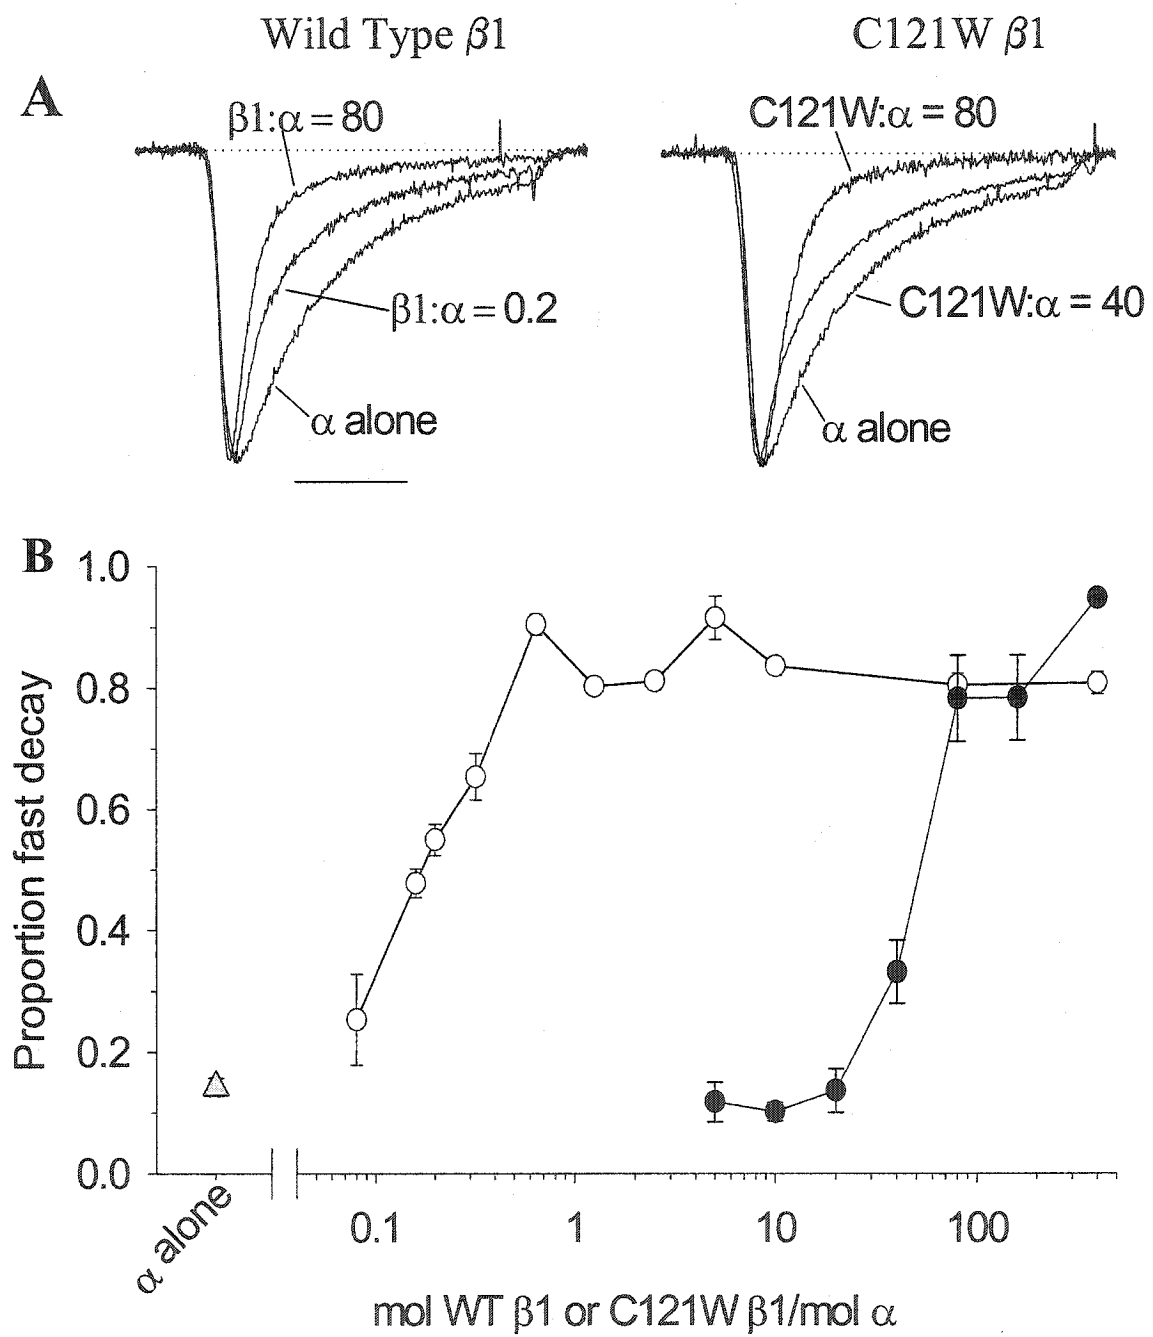 Wild Type β1
C121W β1
A
β1:α = 80
C121W:α = 80
β1:α = 0.2
C121W:α = 40
α alone
α alone
B
1.0
0.8
0.6
0.4
0.2
0.0
Proportion fast decay
α alone
0.1
1
10
100
mol WT β1 or C121W β1/mol α